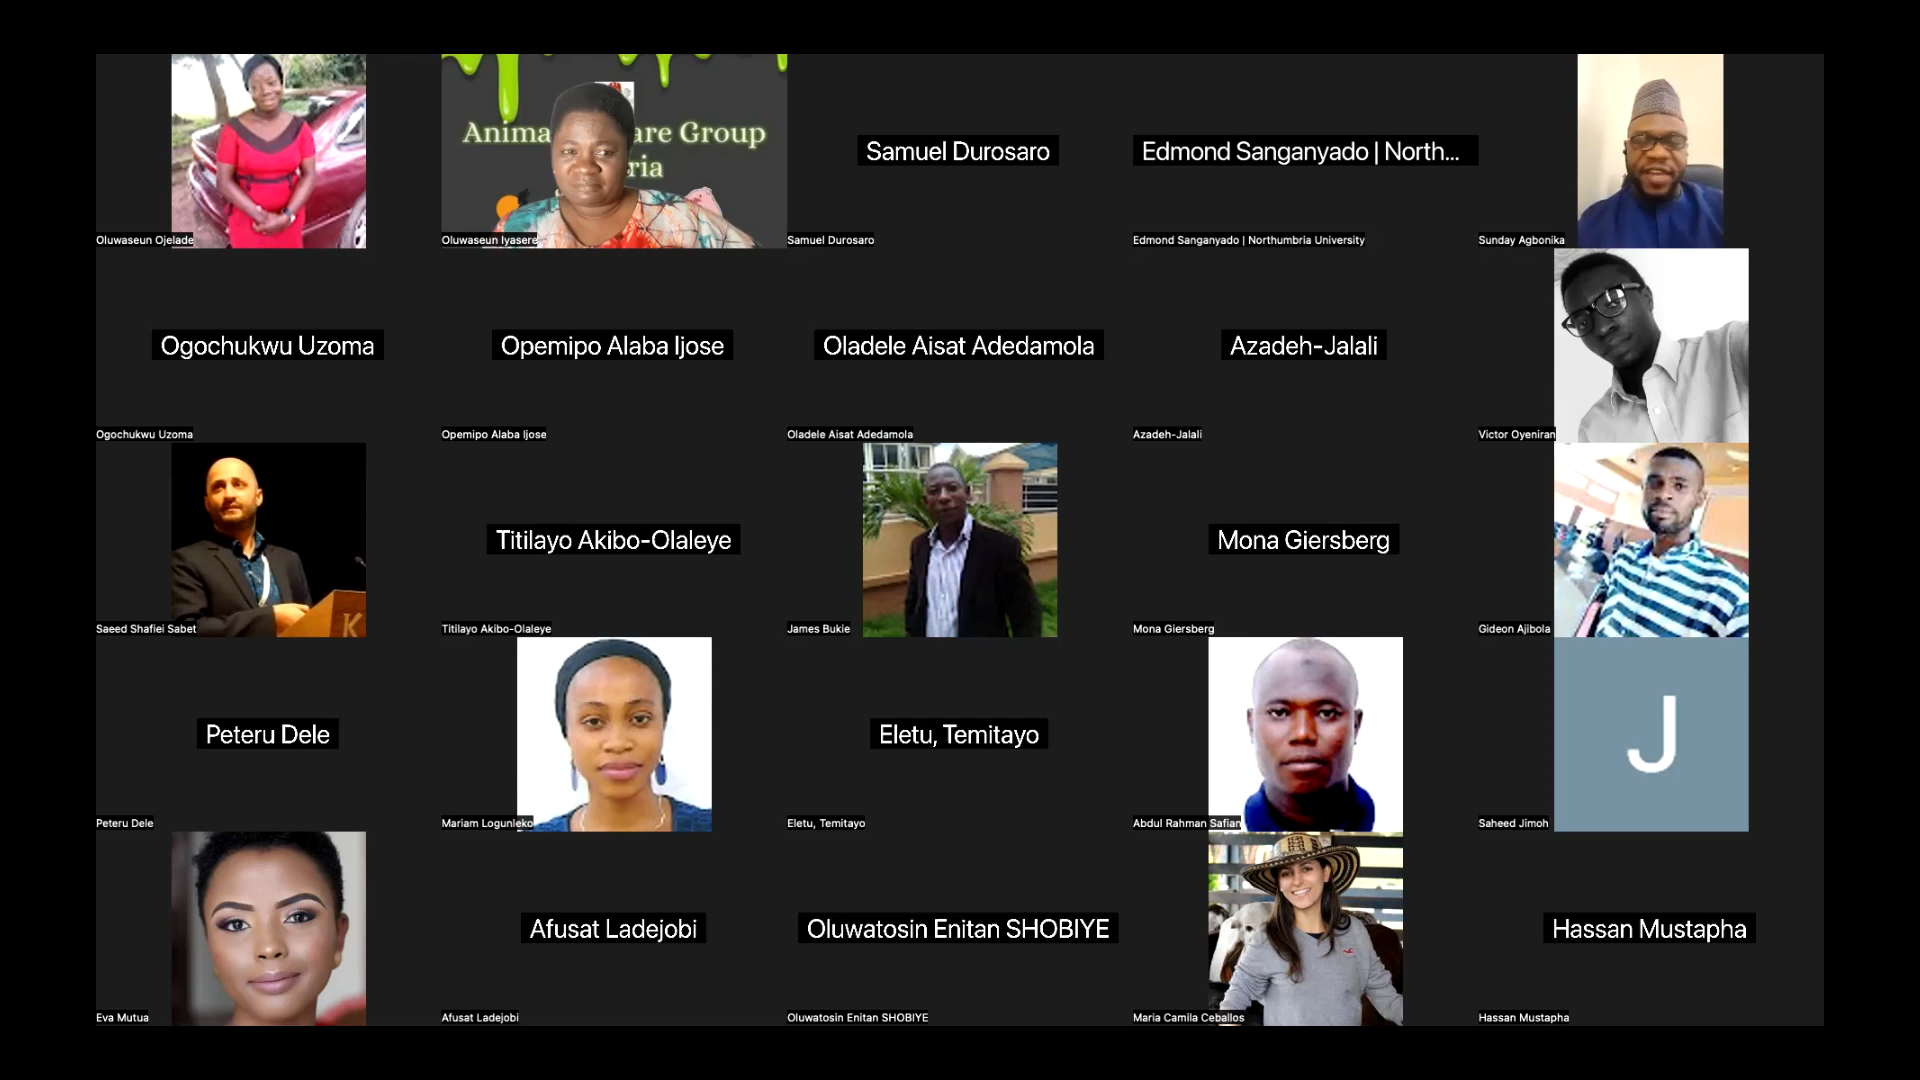 Oluwaseun Ojelade
Anima are Group
ria
Oluwaseun Iyasere
Samuel Durosaro
Samuel Durosaro
Edmond Sanganyado | North...
Edmond Sanganyado | Northumbria University
Sunday Agbonika
Ogochukwu Uzoma
Ogochukwu Uzoma
Opemipo Alaba Ijose
Opemipo Alaba Ijose
Oladele Aisat Adedamola
Oladele Aisat Adedamola
Azadeh-Jalali
Azadeh-Jalali
Victor Oyeniran
K
Saeed Shafiei Sabet
Titilayo Akibo-Olaleye
Titilayo Akibo-Olaleye
James Bukie
Mona Giersberg
Mona Giersberg
Gideon Ajibola
Peteru Dele
Peteru Dele
Mariam Logunleko
Eletu, Temitayo
Eletu, Temitayo
Abdul Rahman Safian
J
Saheed Jimoh
Eva Mutua
Afusat Ladejobi
Afusat Ladejobi
Oluwatosin Enitan SHOBIYE
Oluwatosin Enitan SHOBIYE
Maria Camila Ceballos
Hassan Mustapha
Hassan Mustapha